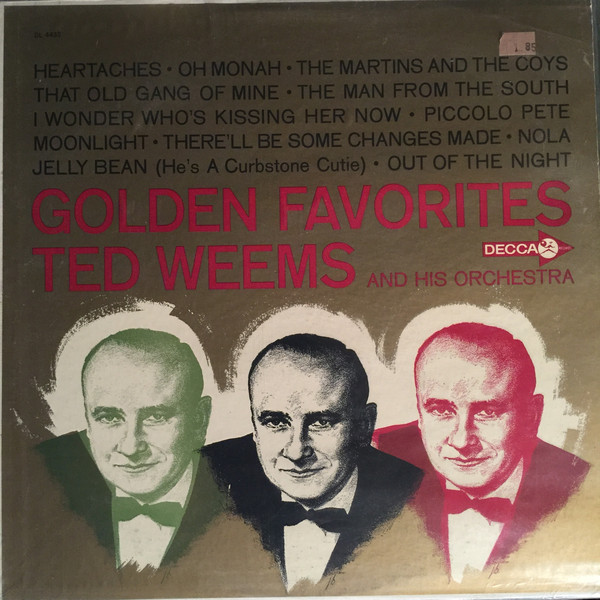 HEARTACHES • OH MONAH • THE MARTINS AND THE COYS
THAT OLD GANG OF MINE • THE MAN FROM THE SOUTH
I WONDER WHO'S KISSING HER NOW • PICCOLO PETE
MOONLIGHT • THERE'LL BE SOME CHANGES MADE • NOLA
JELLY BEAN (He's A Curbstone Cutie) • OUT OF THE NIGHT
GOLDEN FAVORITES
TED WEEMS AND HIS ORCHESTRA
DECCA